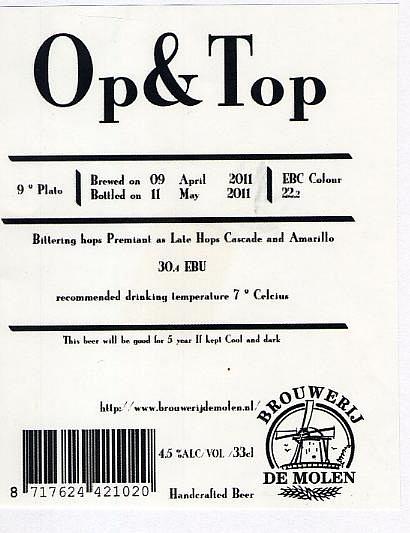 Op&Top
9 ° Plato
Brewed on 09 April 2011
Bottled on 11 May 2011
EBC Colour
22.2
Bittering hops Premiant as Late Hops Cascade and Amarillo
30.4 EBU
recommended drinking temperature 7 ° Celcius
This beer will be good for 5 year If kept Cool and dark
http://www.brouwerijdemolen.nl/
4.5 %ALC/VOL /33cl
Handcrafted Beer
BROUWERIJ
DE MOLEN
8 717624 421020